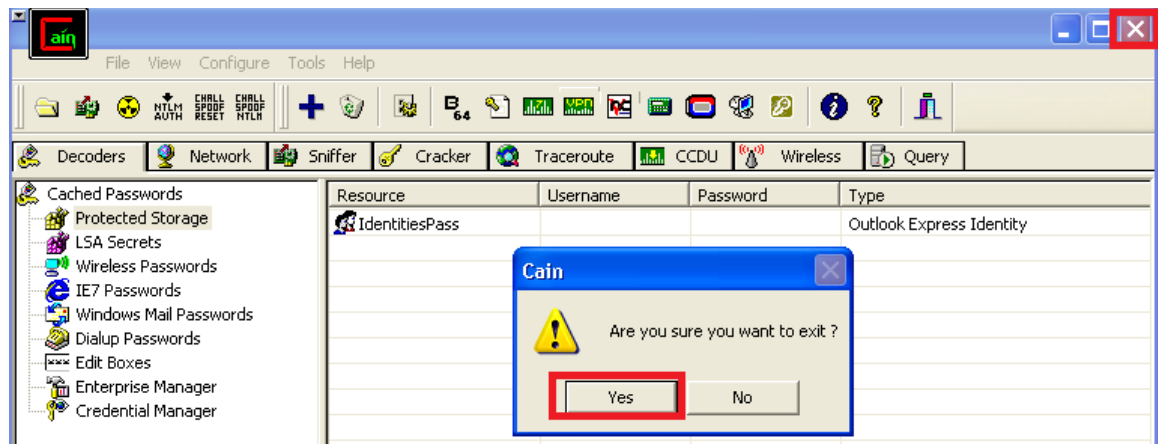 aín
File View Configure Tools Help
NTLM AUTH CHALL SPOOF RESET CHALL SPOOF NTLM B 64
Decoders Network Sniffer Cracker Traceroute CCDU Wireless Query
Cached Passwords
Protected Storage
LSA Secrets
Wireless Passwords
IE7 Passwords
Windows Mail Passwords
Dialup Passwords
Edit Boxes
Enterprise Manager
Credential Manager
Resource Username Password Type
IdentitiesPass Outlook Express Identity
Cain
Are you sure you want to exit ?
Yes No